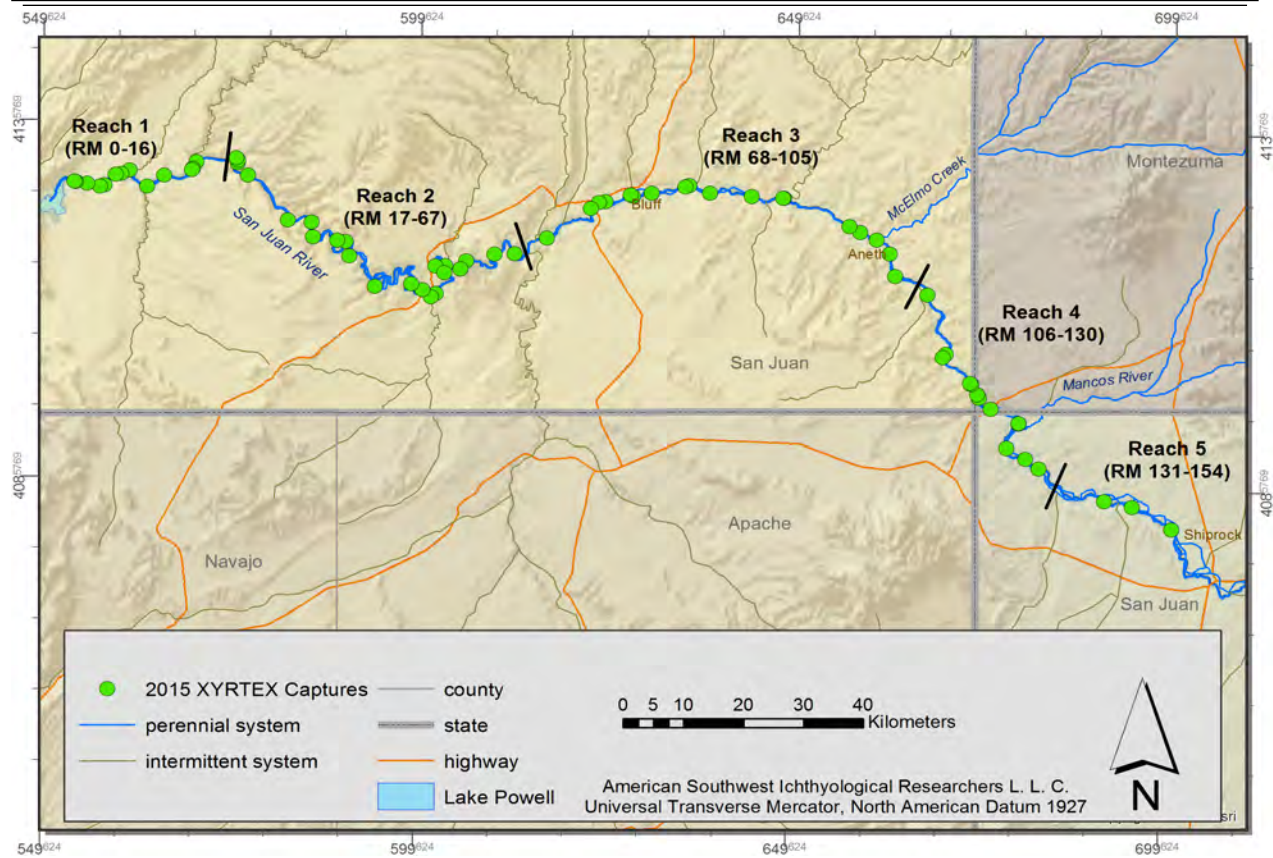 549624 599624 649624 699624
4135769
4135769
Reach 1
(RM 0-16)
Reach 3
(RM 68-105)
Montezuma
McElmo Creek
Reach 2
(RM 17-67)
Bluff
San Juan River
Aneth
Reach 4
(RM 106-130)
San Juan
Mancos River
Reach 5
(RM 131-154)
4085769
4085769
Apache
Shiprock
Navajo
San Juan
2015 XYRTEX Captures
perennial system
intermittent system
county
state
highway
Lake Powell
0 5 10 20 30 40
Kilometers
American Southwest Ichthyological Researchers L. L. C.
Universal Transverse Mercator, North American Datum 1927
N
549624 599624 649624 699624